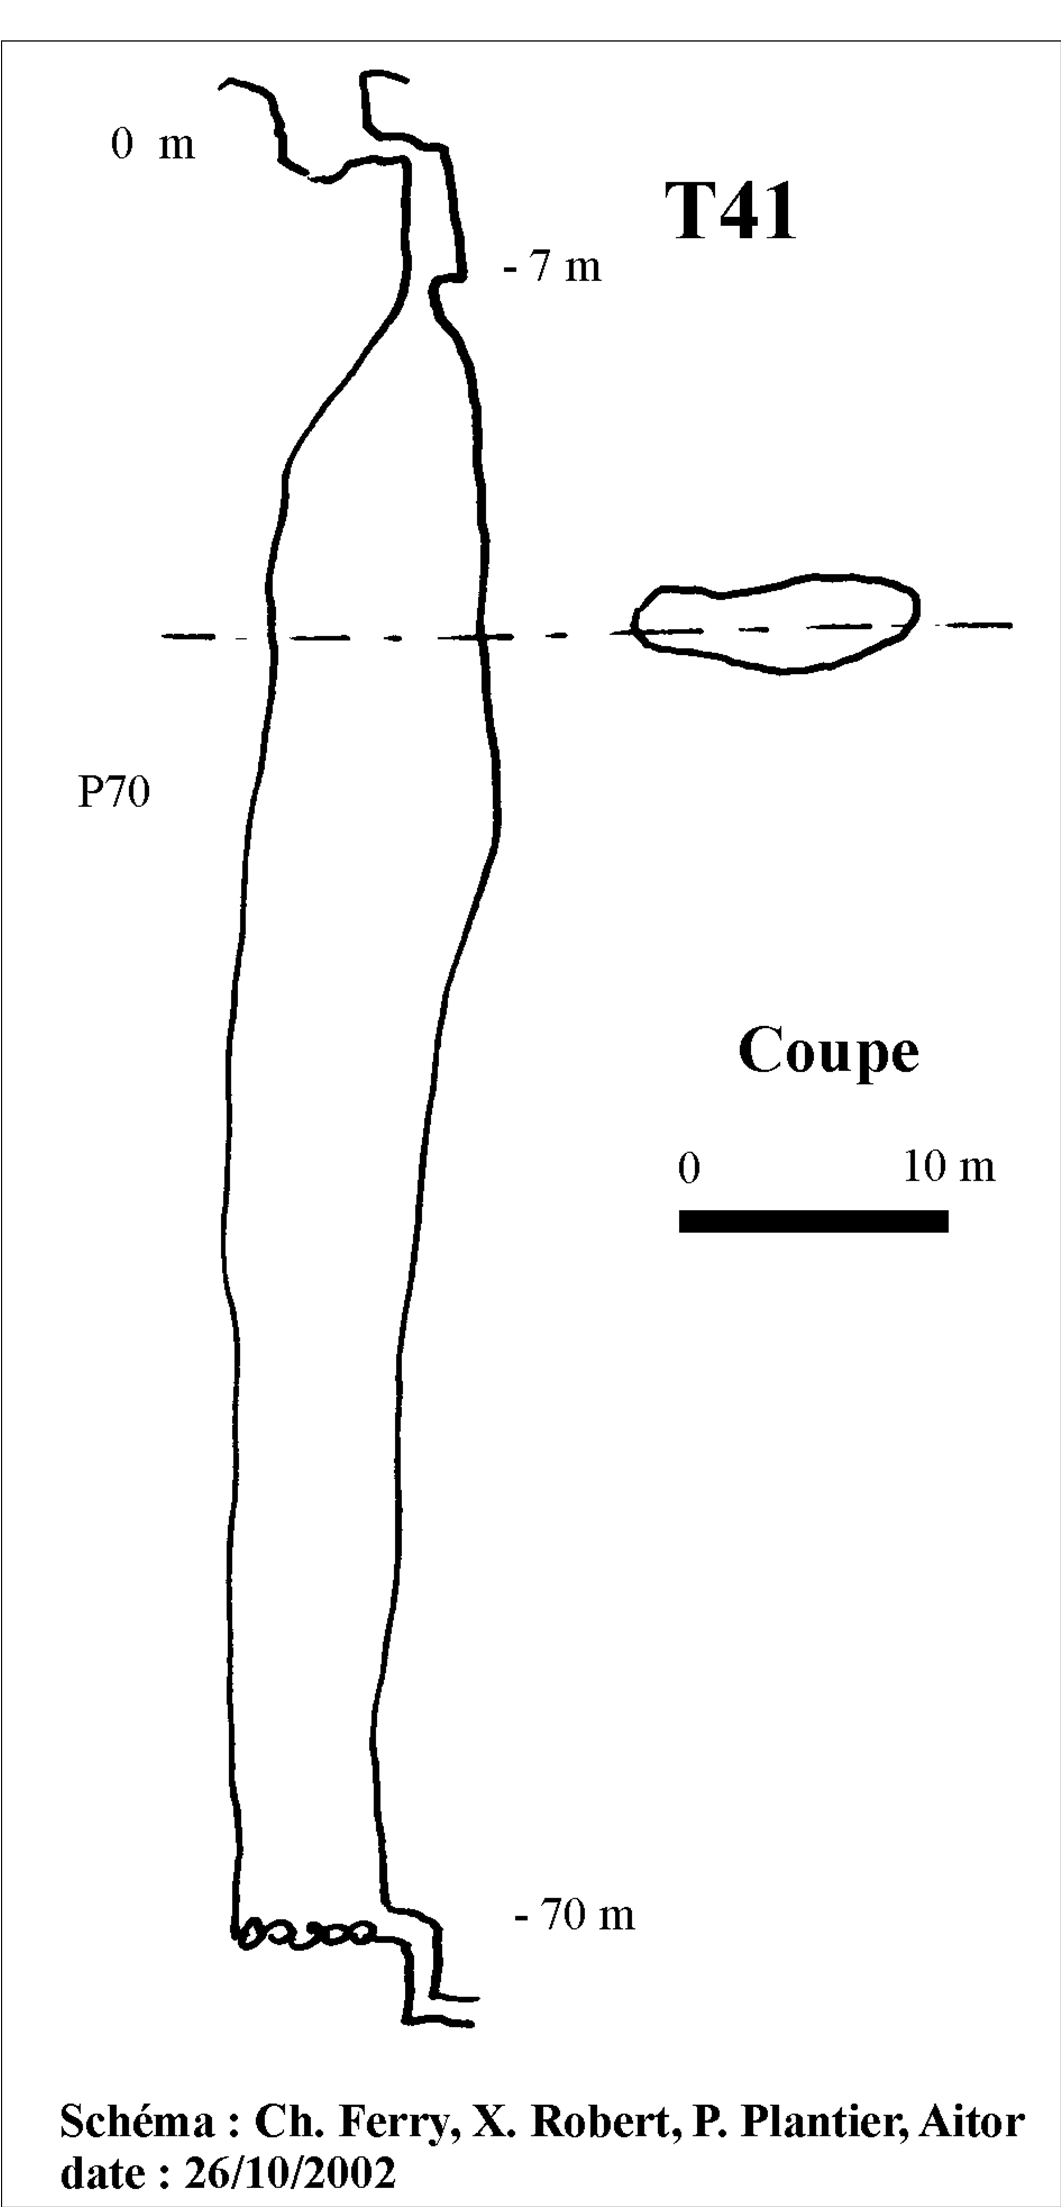 0 m
T41
- 7 m
P70
Coupe
0 10 m
- 70 m
Schéma : Ch. Ferry, X. Robert, P. Plantier, Aitor
date : 26/10/2002